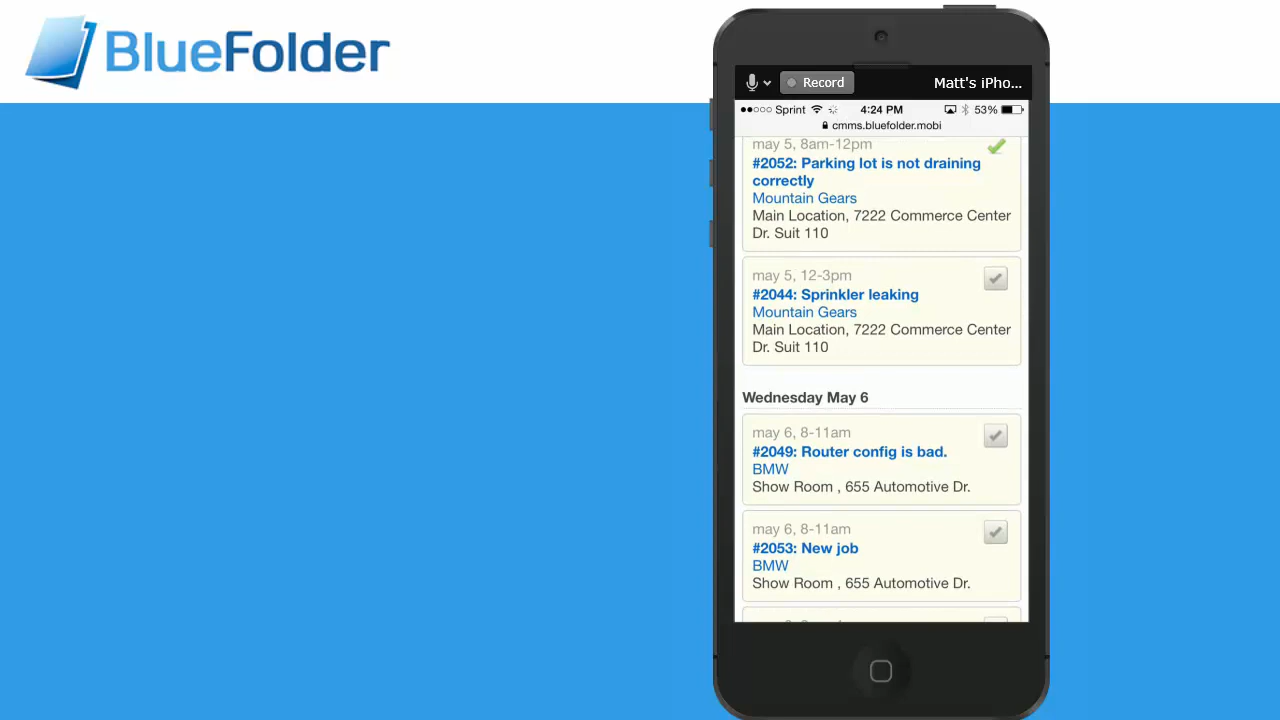 BlueFolder
Record
Matt's iPho...
Sprint 4:24 PM 53%
cmms.bluefolder.mobi
may 5, 8am-12pm
#2052: Parking lot is not draining
correctly
Mountain Gears
Main Location, 7222 Commerce Center
Dr. Suit 110
may 5, 12-3pm
#2044: Sprinkler leaking
Mountain Gears
Main Location, 7222 Commerce Center
Dr. Suit 110
Wednesday May 6
may 6, 8-11am
#2049: Router config is bad.
BMW
Show Room , 655 Automotive Dr.
may 6, 8-11am
#2053: New job
BMW
Show Room , 655 Automotive Dr.